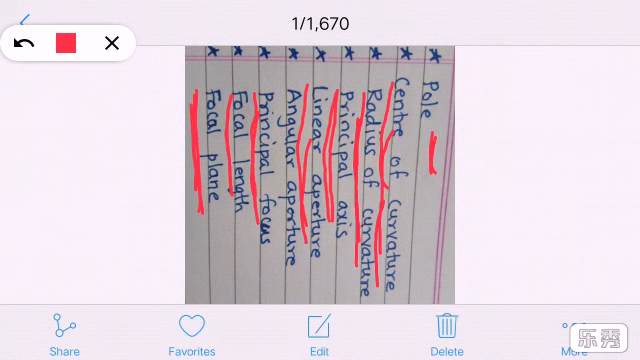 1/1,670
* Pole
* Centre of curvature
* Radius of curvature
* Principal axis
* Linear aperture
* Angular aperture
* Principal focus
* Focal length
* Focal plane
Share
Favorites
Edit
Delete
More
乐秀